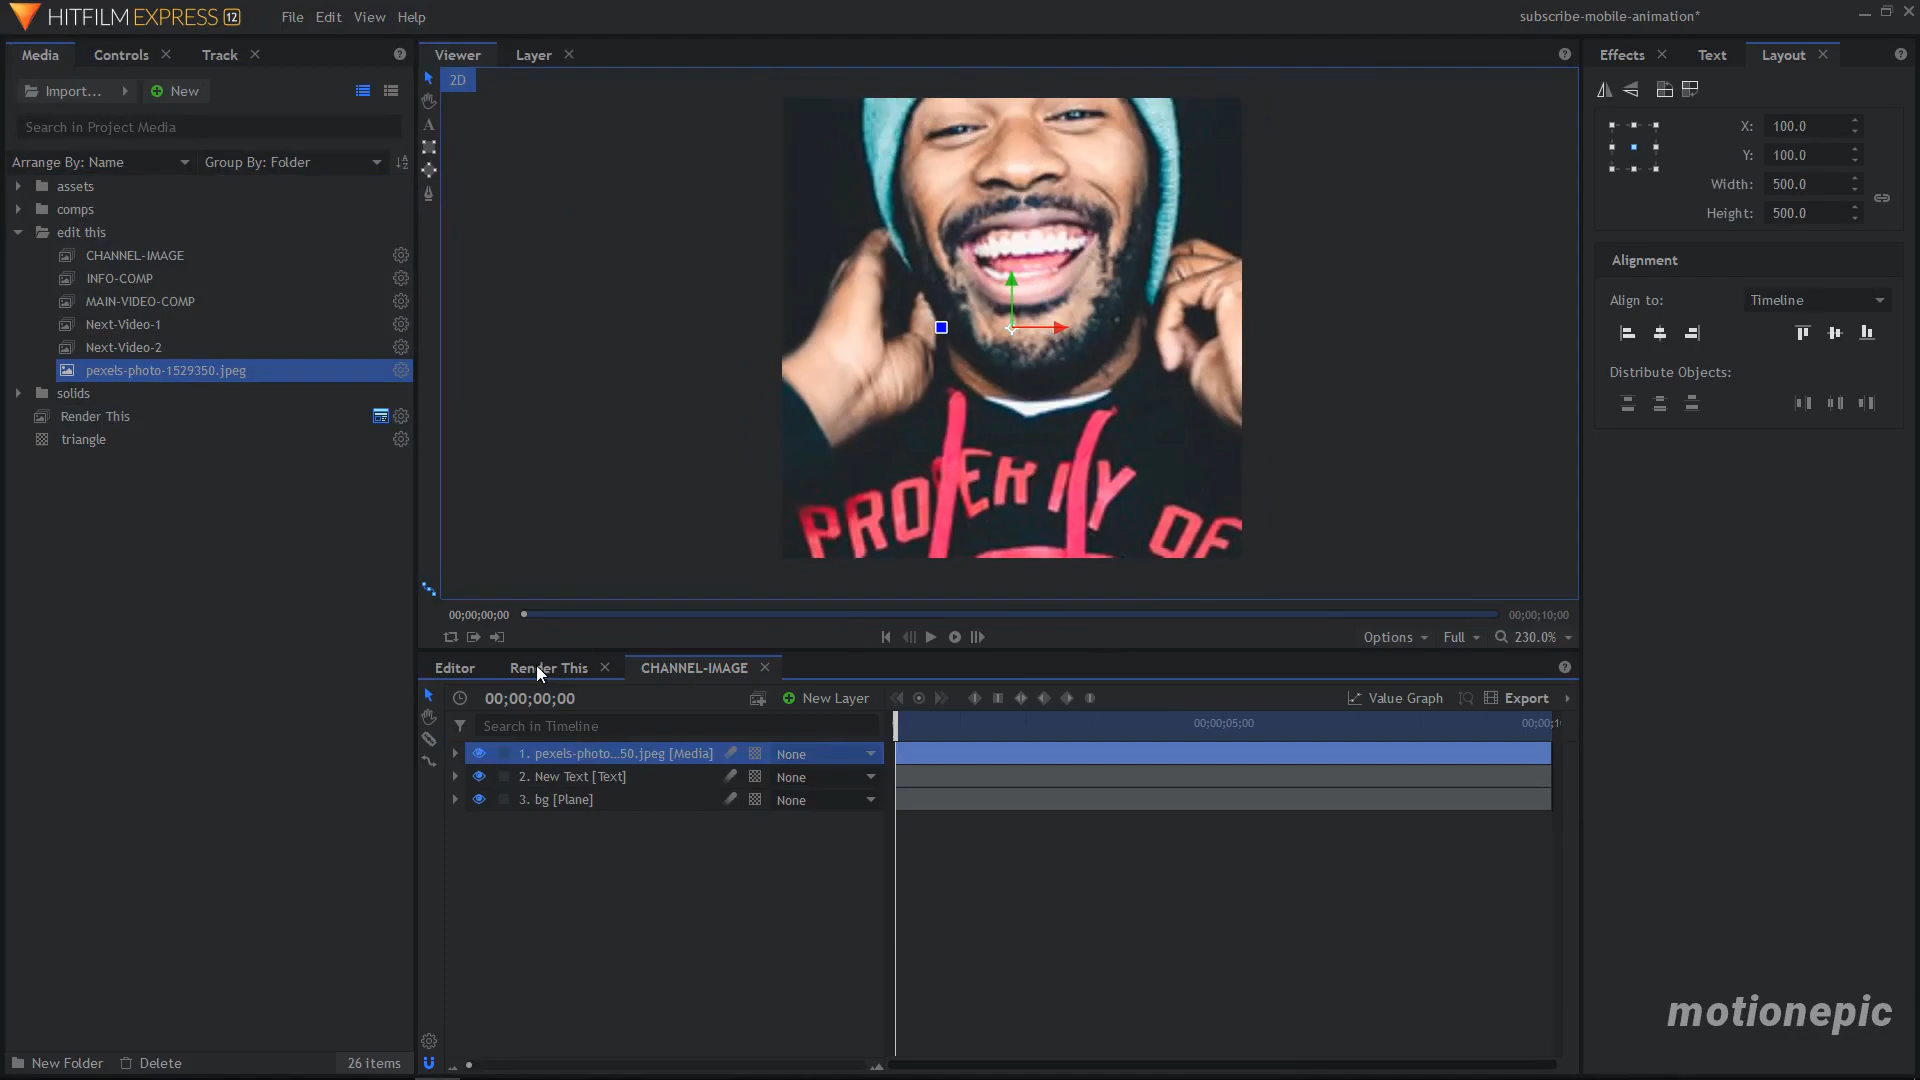 HITFILM EXPRESS 12
File Edit View Help
subscribe-mobile-animation*
Media Controls Track
Viewer Layer
Effects Text Layout
Import... New
2D
Search in Project Media
Arrange By: Name Group By: Folder
assets
comps
edit this
CHANNEL-IMAGE
INFO-COMP
MAIN-VIDEO-COMP
Next-Video-1
Next-Video-2
pexels-photo-1529350.jpeg
solids
Render This
triangle
PROPERTY OF
X: 100.0
Y: 100.0
Width: 500.0
Height: 500.0
Alignment
Align to: Timeline
Distribute Objects:
00;00;00;00 00;00;10;00
Options Full 230.0%
Editor Render This CHANNEL-IMAGE
00;00;00;00 New Layer Value Graph Export
Search in Timeline 00;00;05;00 00;00;1
1. pexels-photo...50.jpeg [Media] None
2. New Text [Text] None
3. bg [Plane] None
motionepic
New Folder Delete 26 items